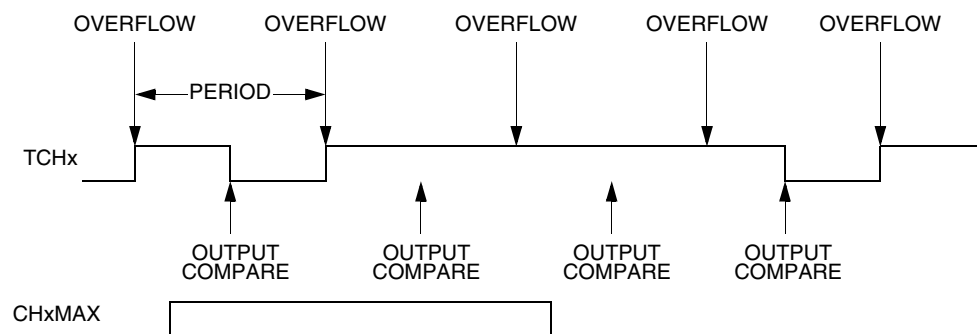 OVERFLOW OVERFLOW OVERFLOW OVERFLOW OVERFLOW
PERIOD
TCHx
OUTPUT COMPARE
OUTPUT COMPARE
OUTPUT COMPARE
OUTPUT COMPARE
CHxMAX